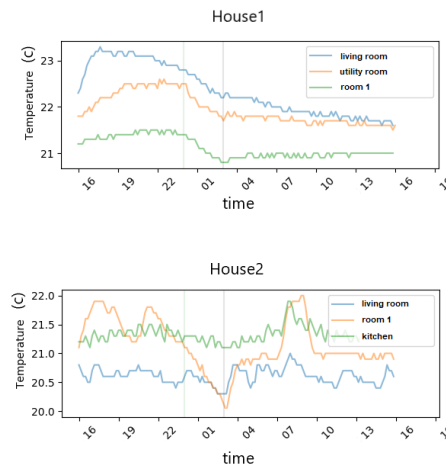 House1
Temperature (c)
23
22
21
living room
utility room
room 1
16 19 22 01 04 07 10 13 16
time
House2
Temperature (c)
22.0
21.5
21.0
20.5
20.0
living room
room 1
kitchen
16 19 22 01 04 07 10 13 16
time